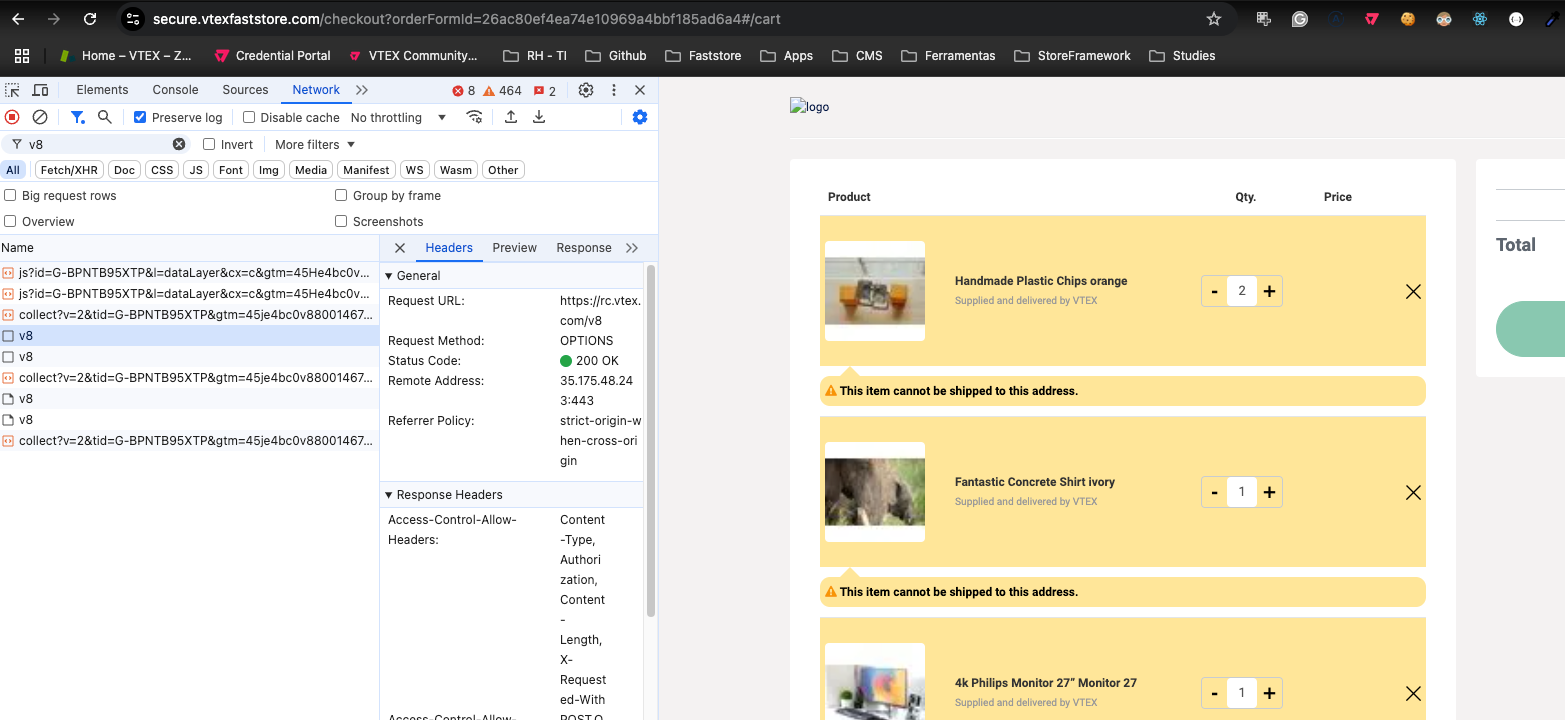 secure.vtexfaststore.com/checkout?orderFormId=26ac80ef4ea74e10969a4bbf185ad6a4#/cart
Home – VTEX – Z...
Credential Portal
VTEX Community...
RH - TI
Github
Faststore
Apps
CMS
Ferramentas
StoreFramework
Studies
Elements
Console
Sources
Network
8
464
2
Preserve log
Disable cache
No throttling
v8
Invert
More filters
All
Fetch/XHR
Doc
CSS
JS
Font
Img
Media
Manifest
WS
Wasm
Other
Big request rows
Group by frame
Overview
Screenshots
Name
js?id=G-BPNTB95XTP&l=dataLayer&cx=c&gtm=45He4bc0v...
js?id=G-BPNTB95XTP&l=dataLayer&cx=c&gtm=45He4bc0v...
collect?v=2&tid=G-BPNTB95XTP&gtm=45je4bc0v88001467...
v8
v8
collect?v=2&tid=G-BPNTB95XTP&gtm=45je4bc0v88001467...
v8
v8
collect?v=2&tid=G-BPNTB95XTP&gtm=45je4bc0v88001467...
Headers
Preview
Response
General
Request URL:
https://rc.vtex.
com/v8
Request Method:
OPTIONS
Status Code:
200 OK
Remote Address:
35.175.48.24
3:443
Referrer Policy:
strict-origin-w
hen-cross-ori
gin
Response Headers
Access-Control-Allow-
Headers:
Content
-Type,
Authori
zation,
Content
-
Length,
X-
Request
ed-With
Access-Control-Allow-
POST,O
logo
Product
Qty.
Price
Handmade Plastic Chips orange
Supplied and delivered by VTEX
- 2 +
This item cannot be shipped to this address.
Fantastic Concrete Shirt ivory
Supplied and delivered by VTEX
- 1 +
This item cannot be shipped to this address.
4k Philips Monitor 27” Monitor 27
Supplied and delivered by VTEX
- 1 +
Total